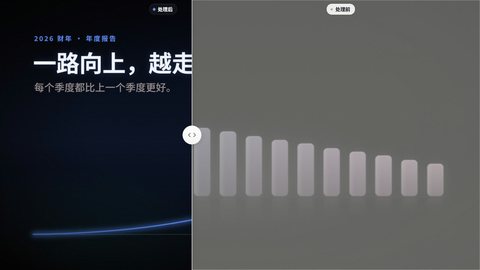 处理后
处理前
2026 财年 · 年度报告
一路向上，越走
每个季度都比上一个季度更好。